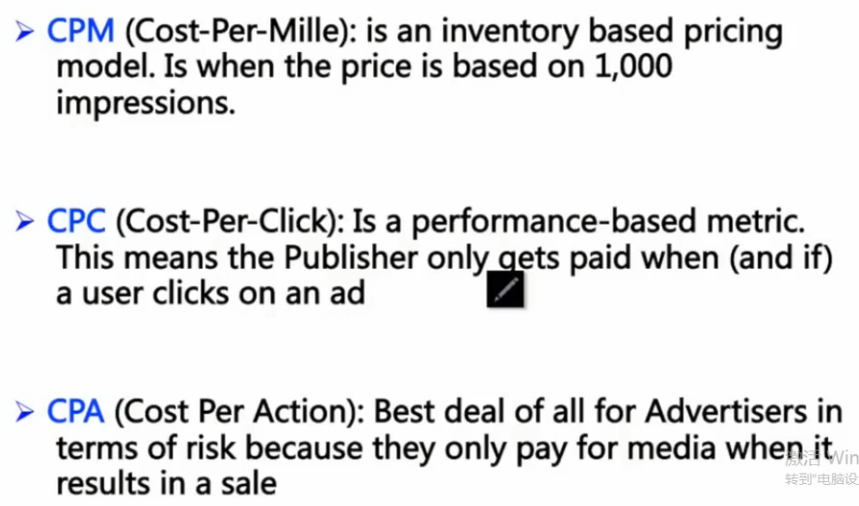 ➢ CPM (Cost-Per-Mille): is an inventory based pricing
model. Is when the price is based on 1,000
impressions.
➢ CPC (Cost-Per-Click): Is a performance-based metric.
This means the Publisher only gets paid when (and if)
a user clicks on an ad
➢ CPA (Cost Per Action): Best deal of all for Advertisers in
terms of risk because they only pay for media when it
results in a sale
激活 Win
转到"电脑设